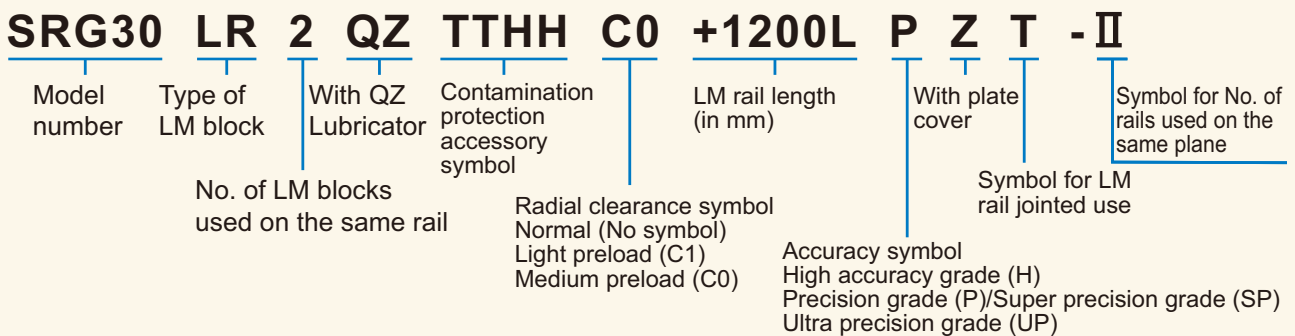 SRG30 LR 2 QZ TTHH C0 +1200L P Z T -Ⅱ
Model
number
Type of
LM block
With QZ
Lubricator
Contamination
protection
accessory
symbol
LM rail length
(in mm)
With plate
cover
Symbol for No. of
rails used on the
same plane
No. of LM blocks
used on the same rail
Symbol for LM
rail jointed use
Radial clearance symbol
Normal (No symbol)
Light preload (C1)
Medium preload (C0)
Accuracy symbol
High accuracy grade (H)
Precision grade (P)/Super precision grade (SP)
Ultra precision grade (UP)